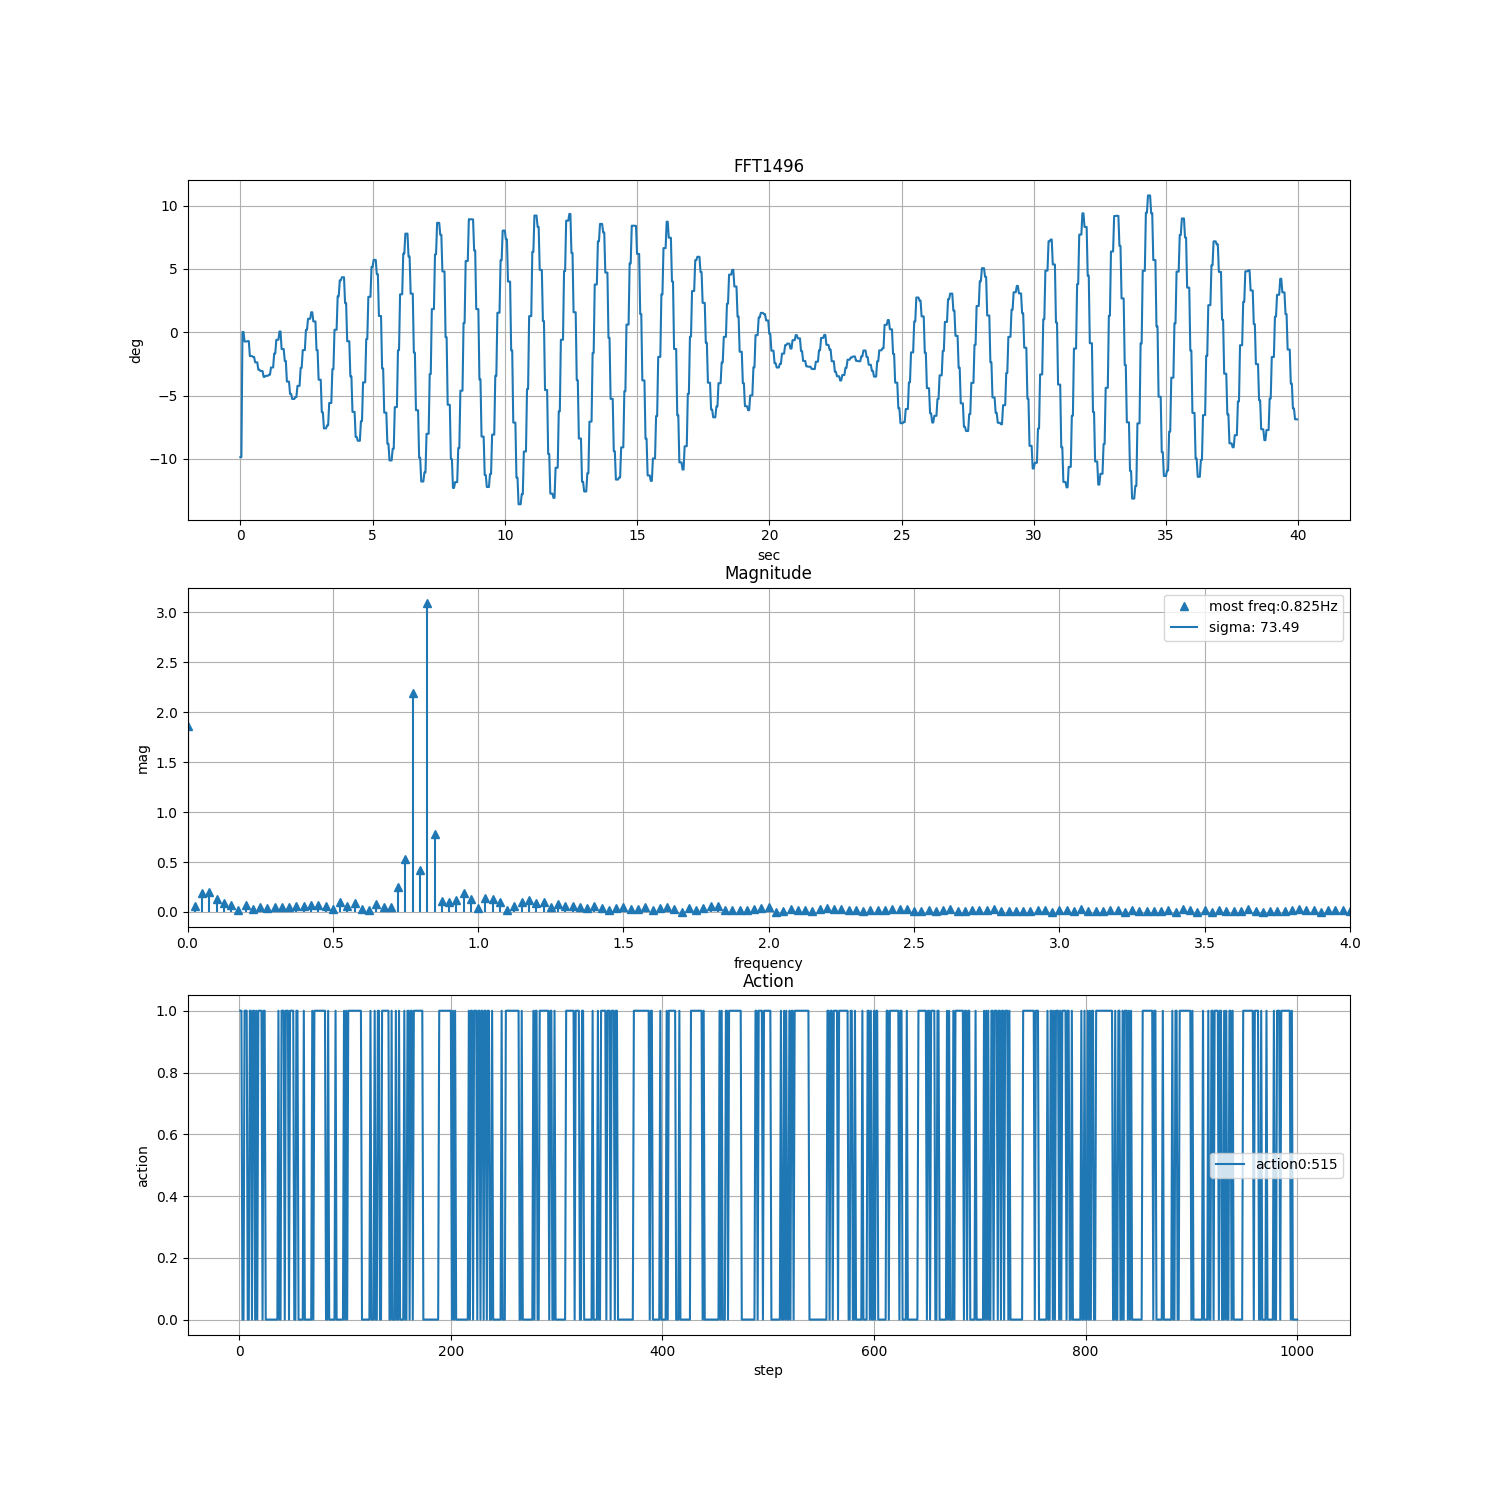 FFT1496
10
5
0
−5
−10
deg
0 5 10 15 20 25 30 35 40
sec
Magnitude
3.0
2.5
2.0
1.5
1.0
0.5
0.0
mag
most freq:0.825Hz
sigma: 73.49
0.0 0.5 1.0 1.5 2.0 2.5 3.0 3.5 4.0
frequency
Action
1.0
0.8
0.6
0.4
0.2
0.0
action
action0:515
0 200 400 600 800 1000
step